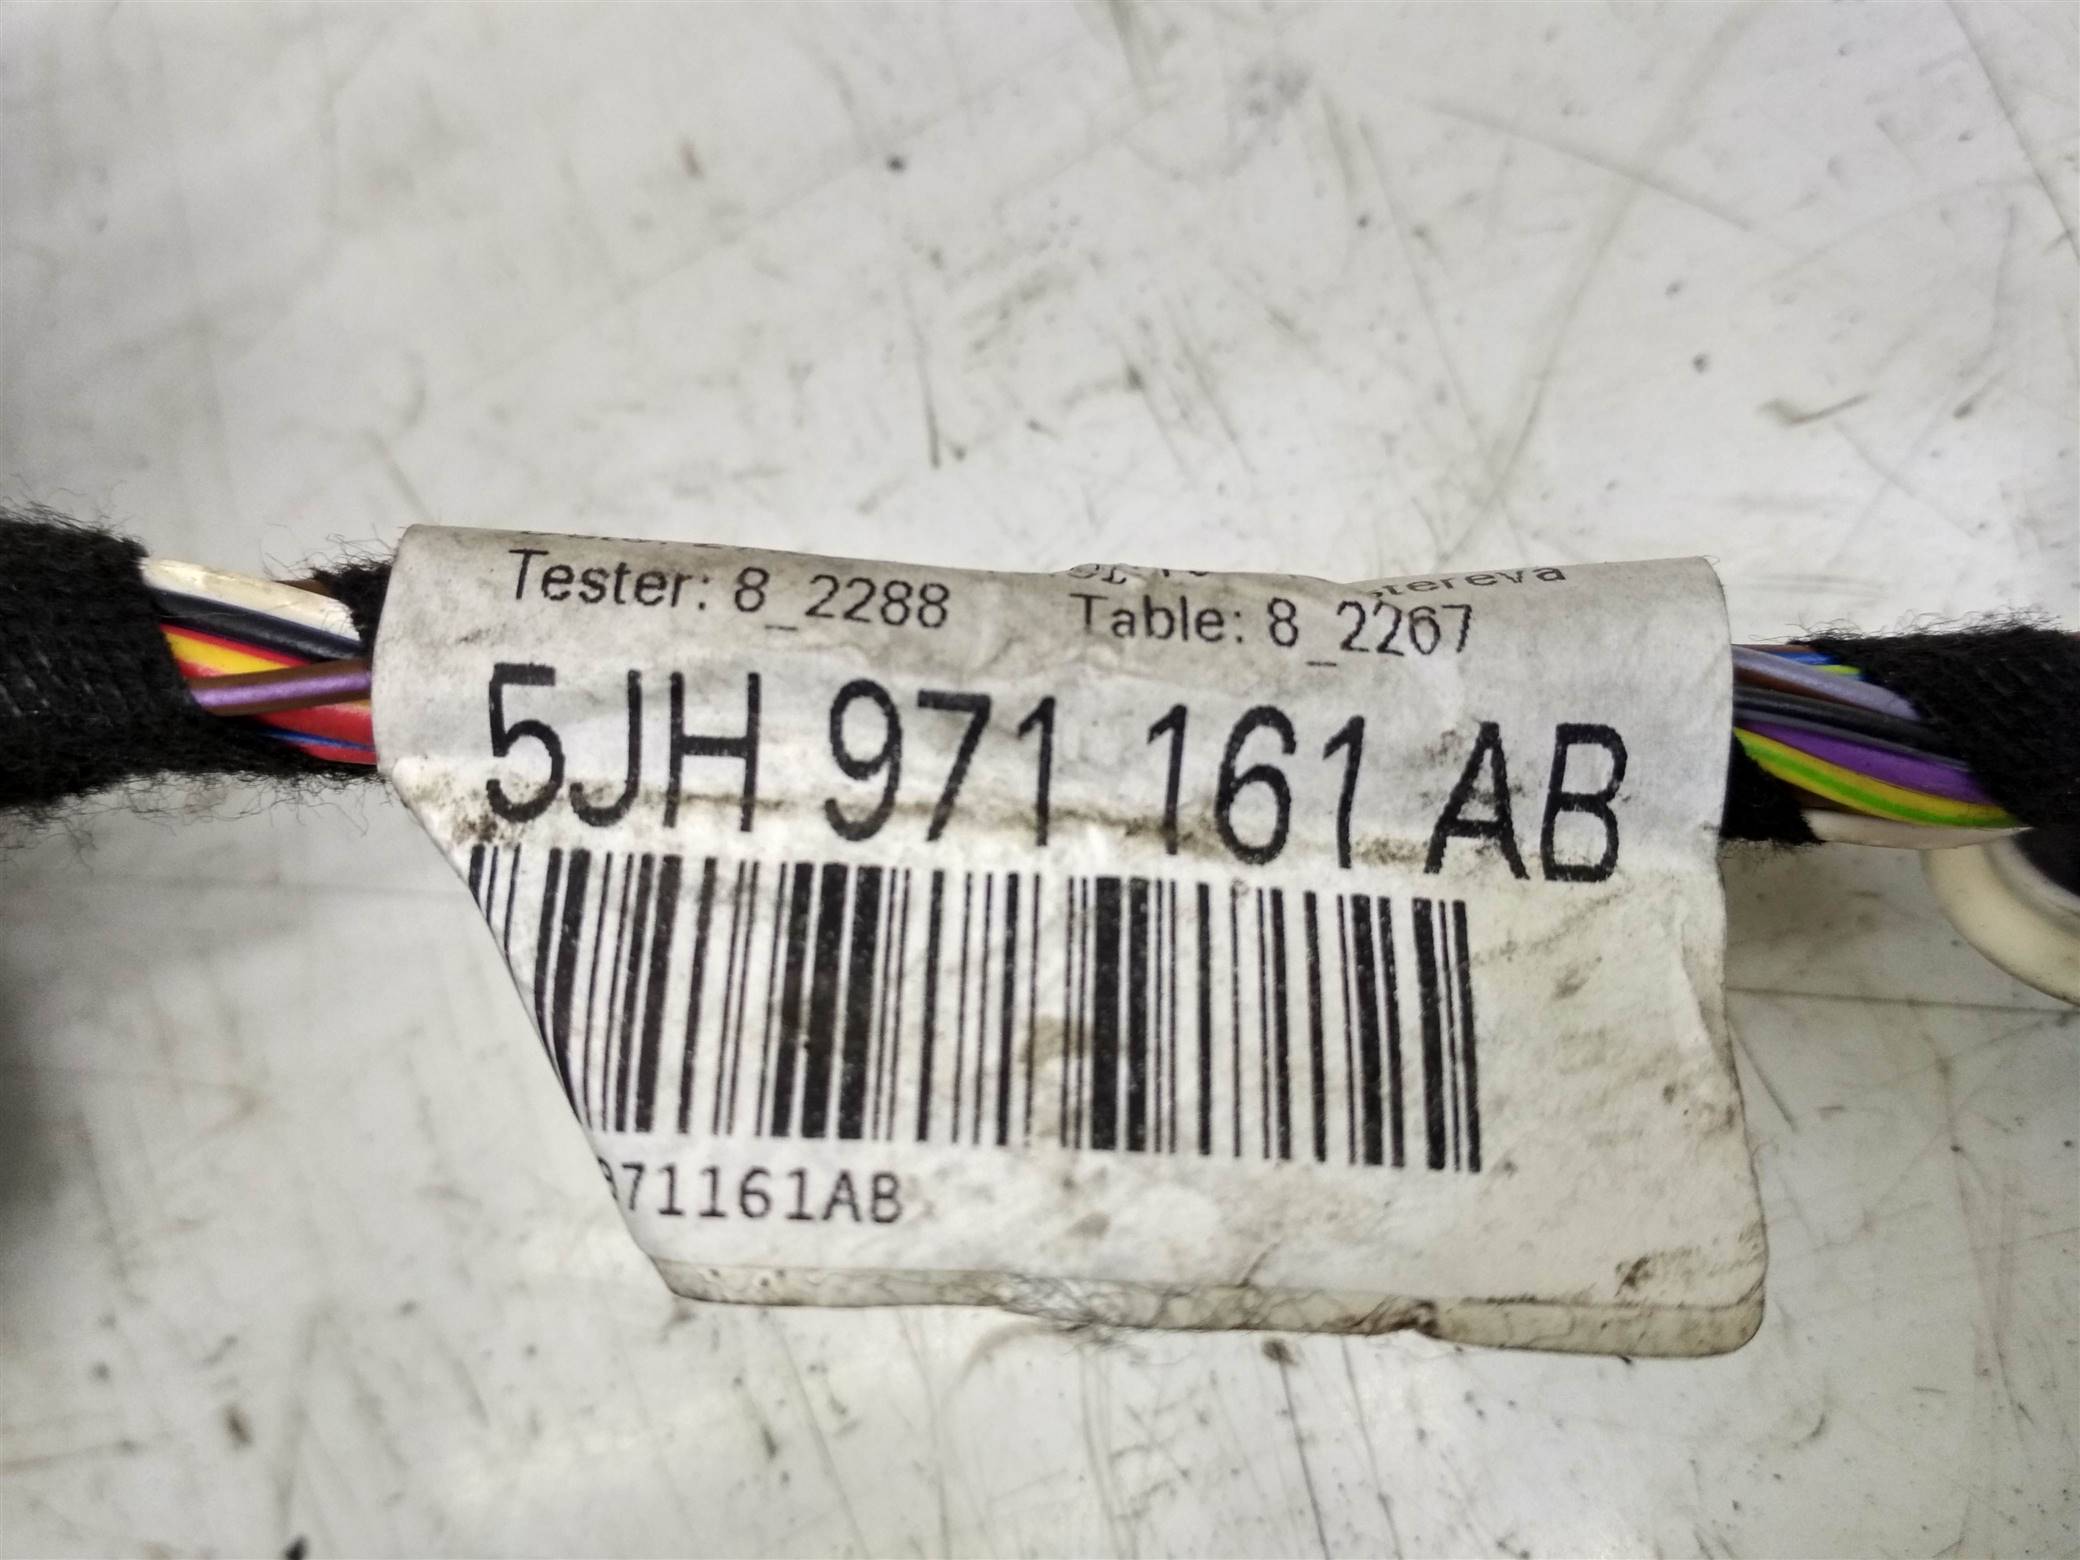 Tester: 8_2288 Table: 8_2267
5JH 971 161 AB
971161AB